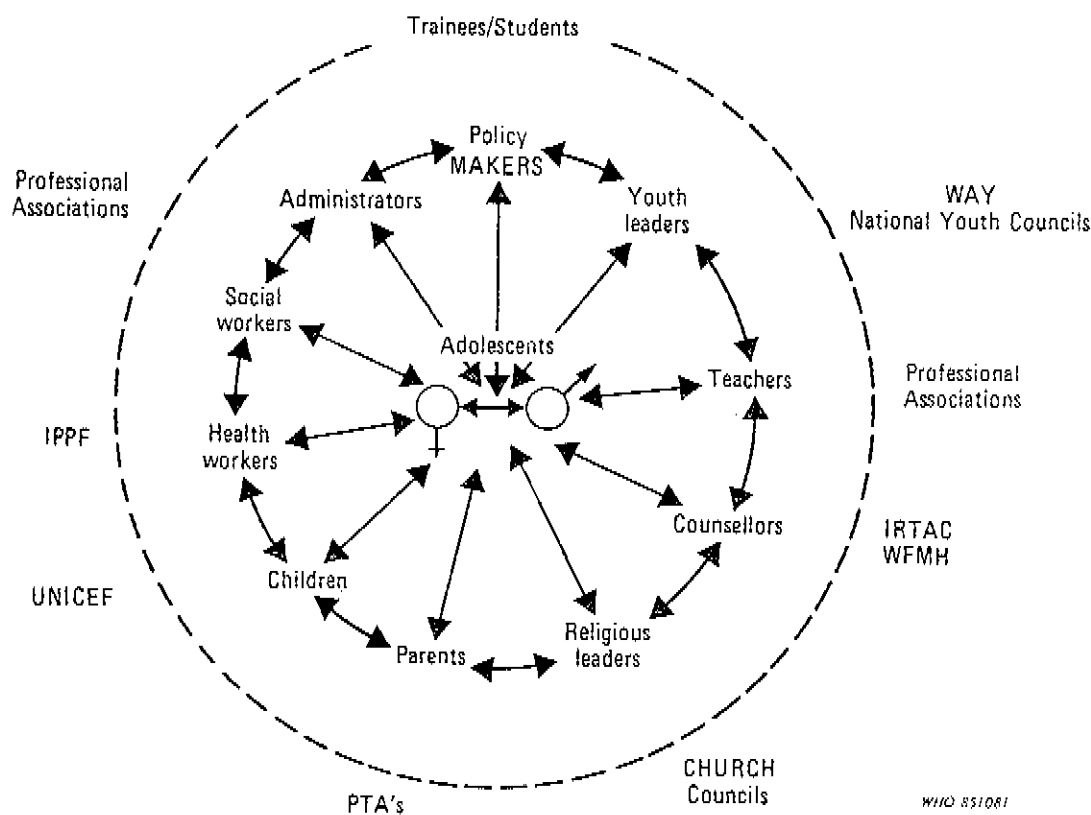 Trainees/Students
Policy
MAKERS
Professional
Associations
Administrators
Youth
leaders
WAY
National Youth Councils
Social
workers
Adolescents
Teachers
Professional
Associations
IPPF
Health
workers
Counsellors
IRTAC
WFMH
UNICEF
Children
Parents
Religious
leaders
PTA's
CHURCH
Councils
WHO 851081